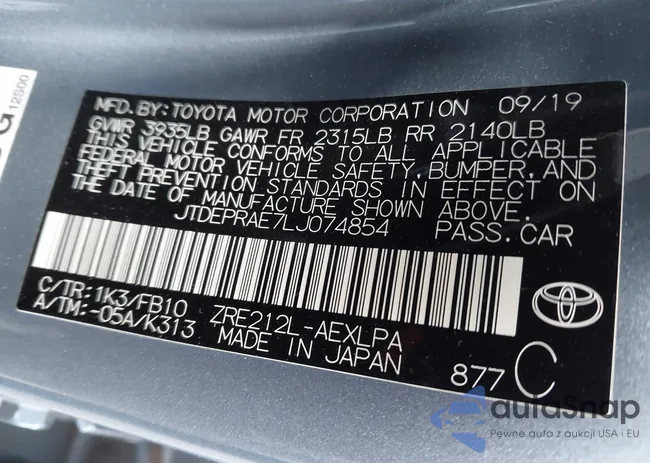 G
12S00
MFD. BY: TOYOTA MOTOR CORPORATION 09/19
GVWR 3935LB GAWR FR 2315LB RR 2140LB
THIS VEHICLE CONFORMS TO ALL APPLICABLE
FEDERAL MOTOR VEHICLE SAFETY, BUMPER, AND
THEFT PREVENTION STANDARDS IN EFFECT ON
THE DATE OF MANUFACTURE SHOWN ABOVE.
JTDEPRAE7LJ074854 PASS. CAR
C/TR: 1K3/FB10 ZRE212L-AEXLPA
A/TM: -05A/K313 MADE IN JAPAN
877 C
autaSnap
Pewne auta z aukcji USA i EU